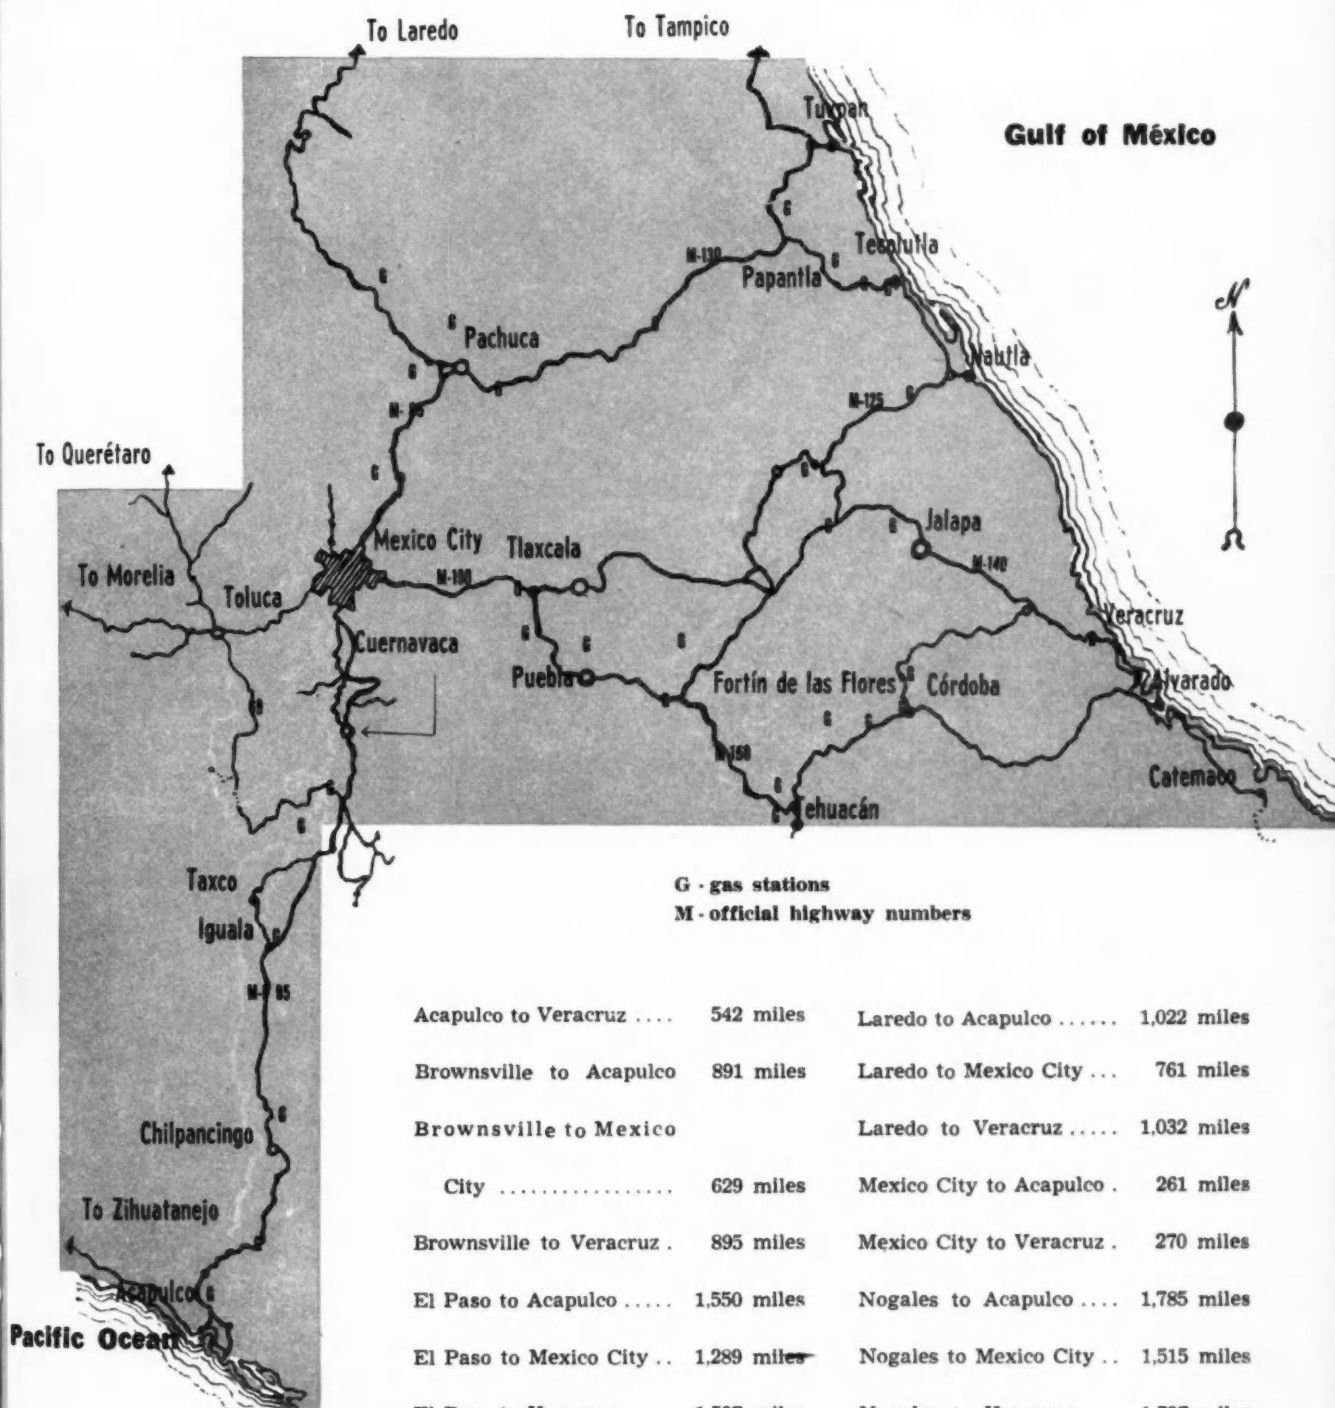 To Laredo
To Tampico
Tuxpan
Gulf of México
G
M-130
Tecolutla
G
Papantla
G
G
N
G
Pachuca
Nautla
G
G
G
M-125
M-85
To Querétaro
G
G
Mexico City
Tlaxcala
G
G
Jalapa
To Morelia
M-190
M-140
Toluca
G
Veracruz
Cuernavaca
G
G
G
Puebla
Fortín de las Flores
G
Córdoba
Alvarado
G
G
G
M-150
Catemaco
G
G
Tehuacán
G
Taxco
G - gas stations
M - official highway numbers
Iguala
G
Acapulco to Veracruz .... 542 miles
Brownsville to Acapulco 891 miles
Brownsville to Mexico
City ................. 629 miles
Brownsville to Veracruz . 895 miles
El Paso to Acapulco ..... 1,550 miles
El Paso to Mexico City .. 1,289 miles
Laredo to Acapulco ...... 1,022 miles
Laredo to Mexico City ... 761 miles
Laredo to Veracruz ..... 1,032 miles
Mexico City to Acapulco . 261 miles
Mexico City to Veracruz . 270 miles
Nogales to Acapulco .... 1,785 miles
Nogales to Mexico City .. 1,515 miles
G
Chilpancingo
To Zihuatanejo
Acapulco
G
Pacific Ocean